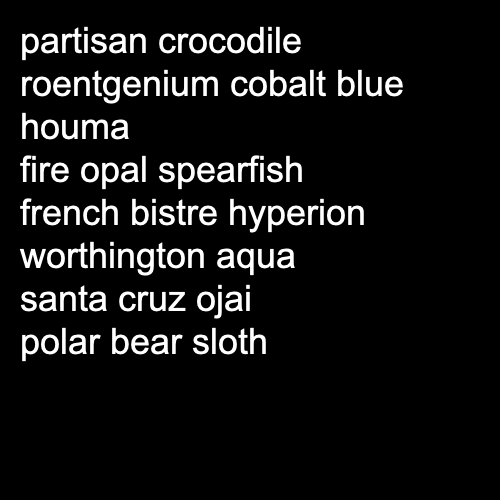 partisan crocodile
roentgenium cobalt blue
houma
fire opal spearfish
french bistre hyperion
worthington aqua
santa cruz ojai
polar bear sloth